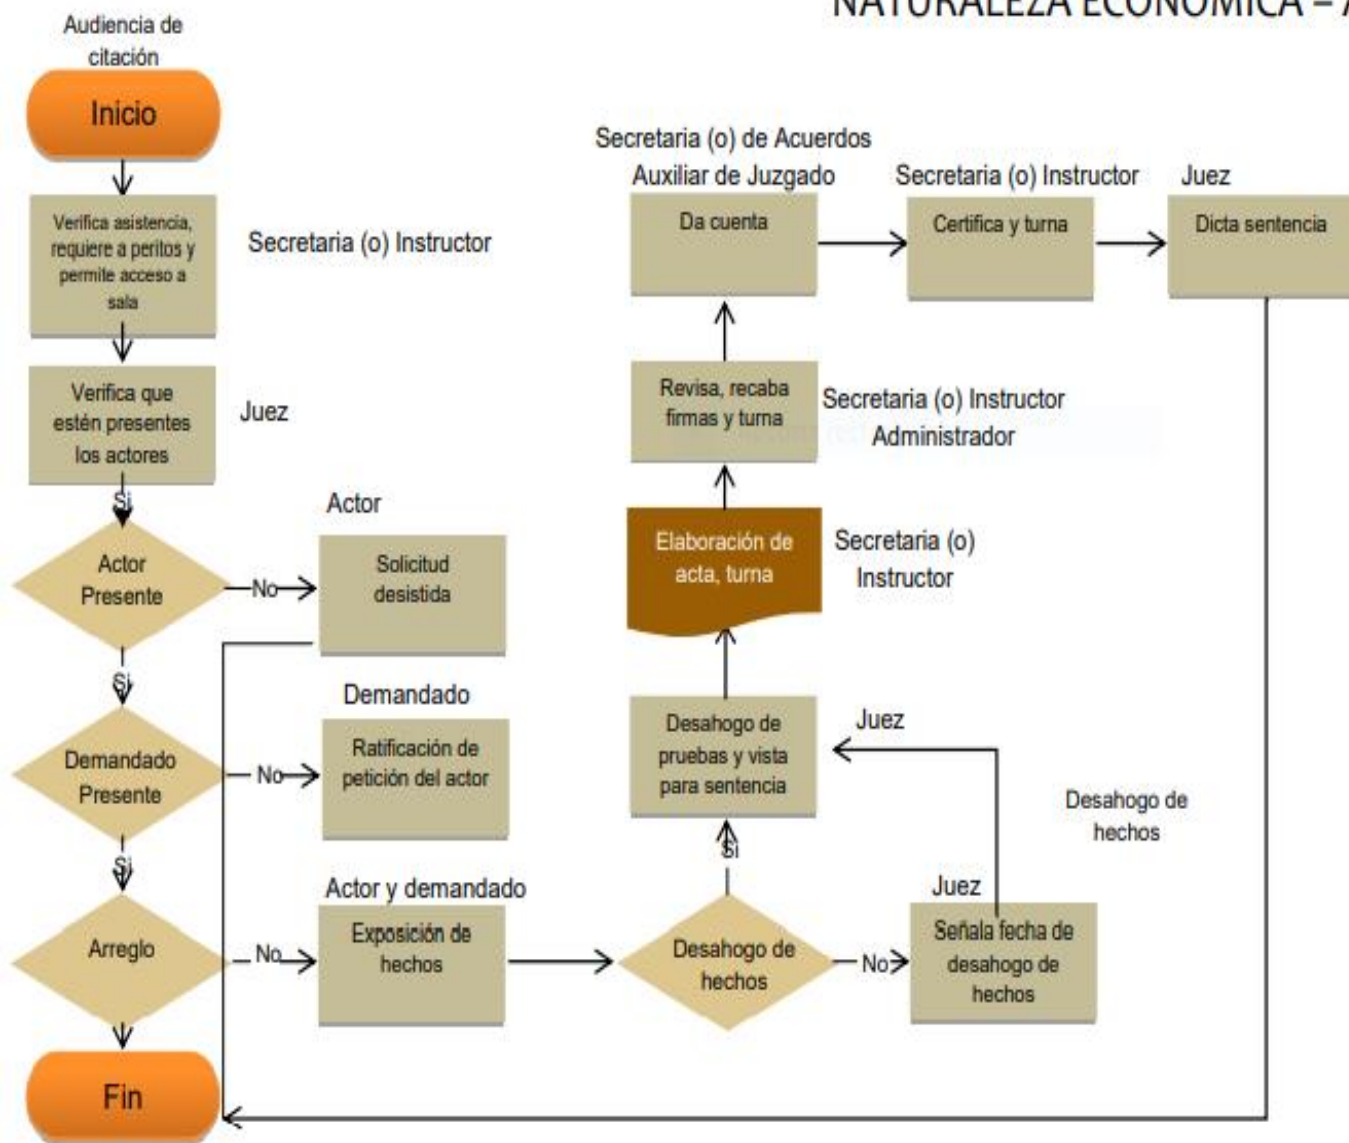 NATURALEZA ECONÓMICA –
Audiencia de
citación
Inicio
Verifica asistencia,
requiere a peritos y
permite acceso a
sala
Secretaria (o) Instructor
Verifica que
estén presentes
los actores
Juez
Si
Actor
Presente
No
Actor
Solicitud
desistida
Si
Demandado
Presente
No
Demandado
Ratificación de
petición del actor
Si
Arreglo
No
Actor y demandado
Exposición de
hechos
Fin
Desahogo de
hechos
No
Juez
Señala fecha de
desahogo de
hechos
Desahogo de
hechos
Si
Juez
Desahogo de
pruebas y vista
para sentencia
Elaboración de
acta, turna
Secretaria (o)
Instructor
Revisa, recaba
firmas y turna
Secretaria (o) Instructor
Administrador
Secretaria (o) de Acuerdos
Auxiliar de Juzgado
Da cuenta
Secretaria (o) Instructor
Certifica y turna
Juez
Dicta sentencia